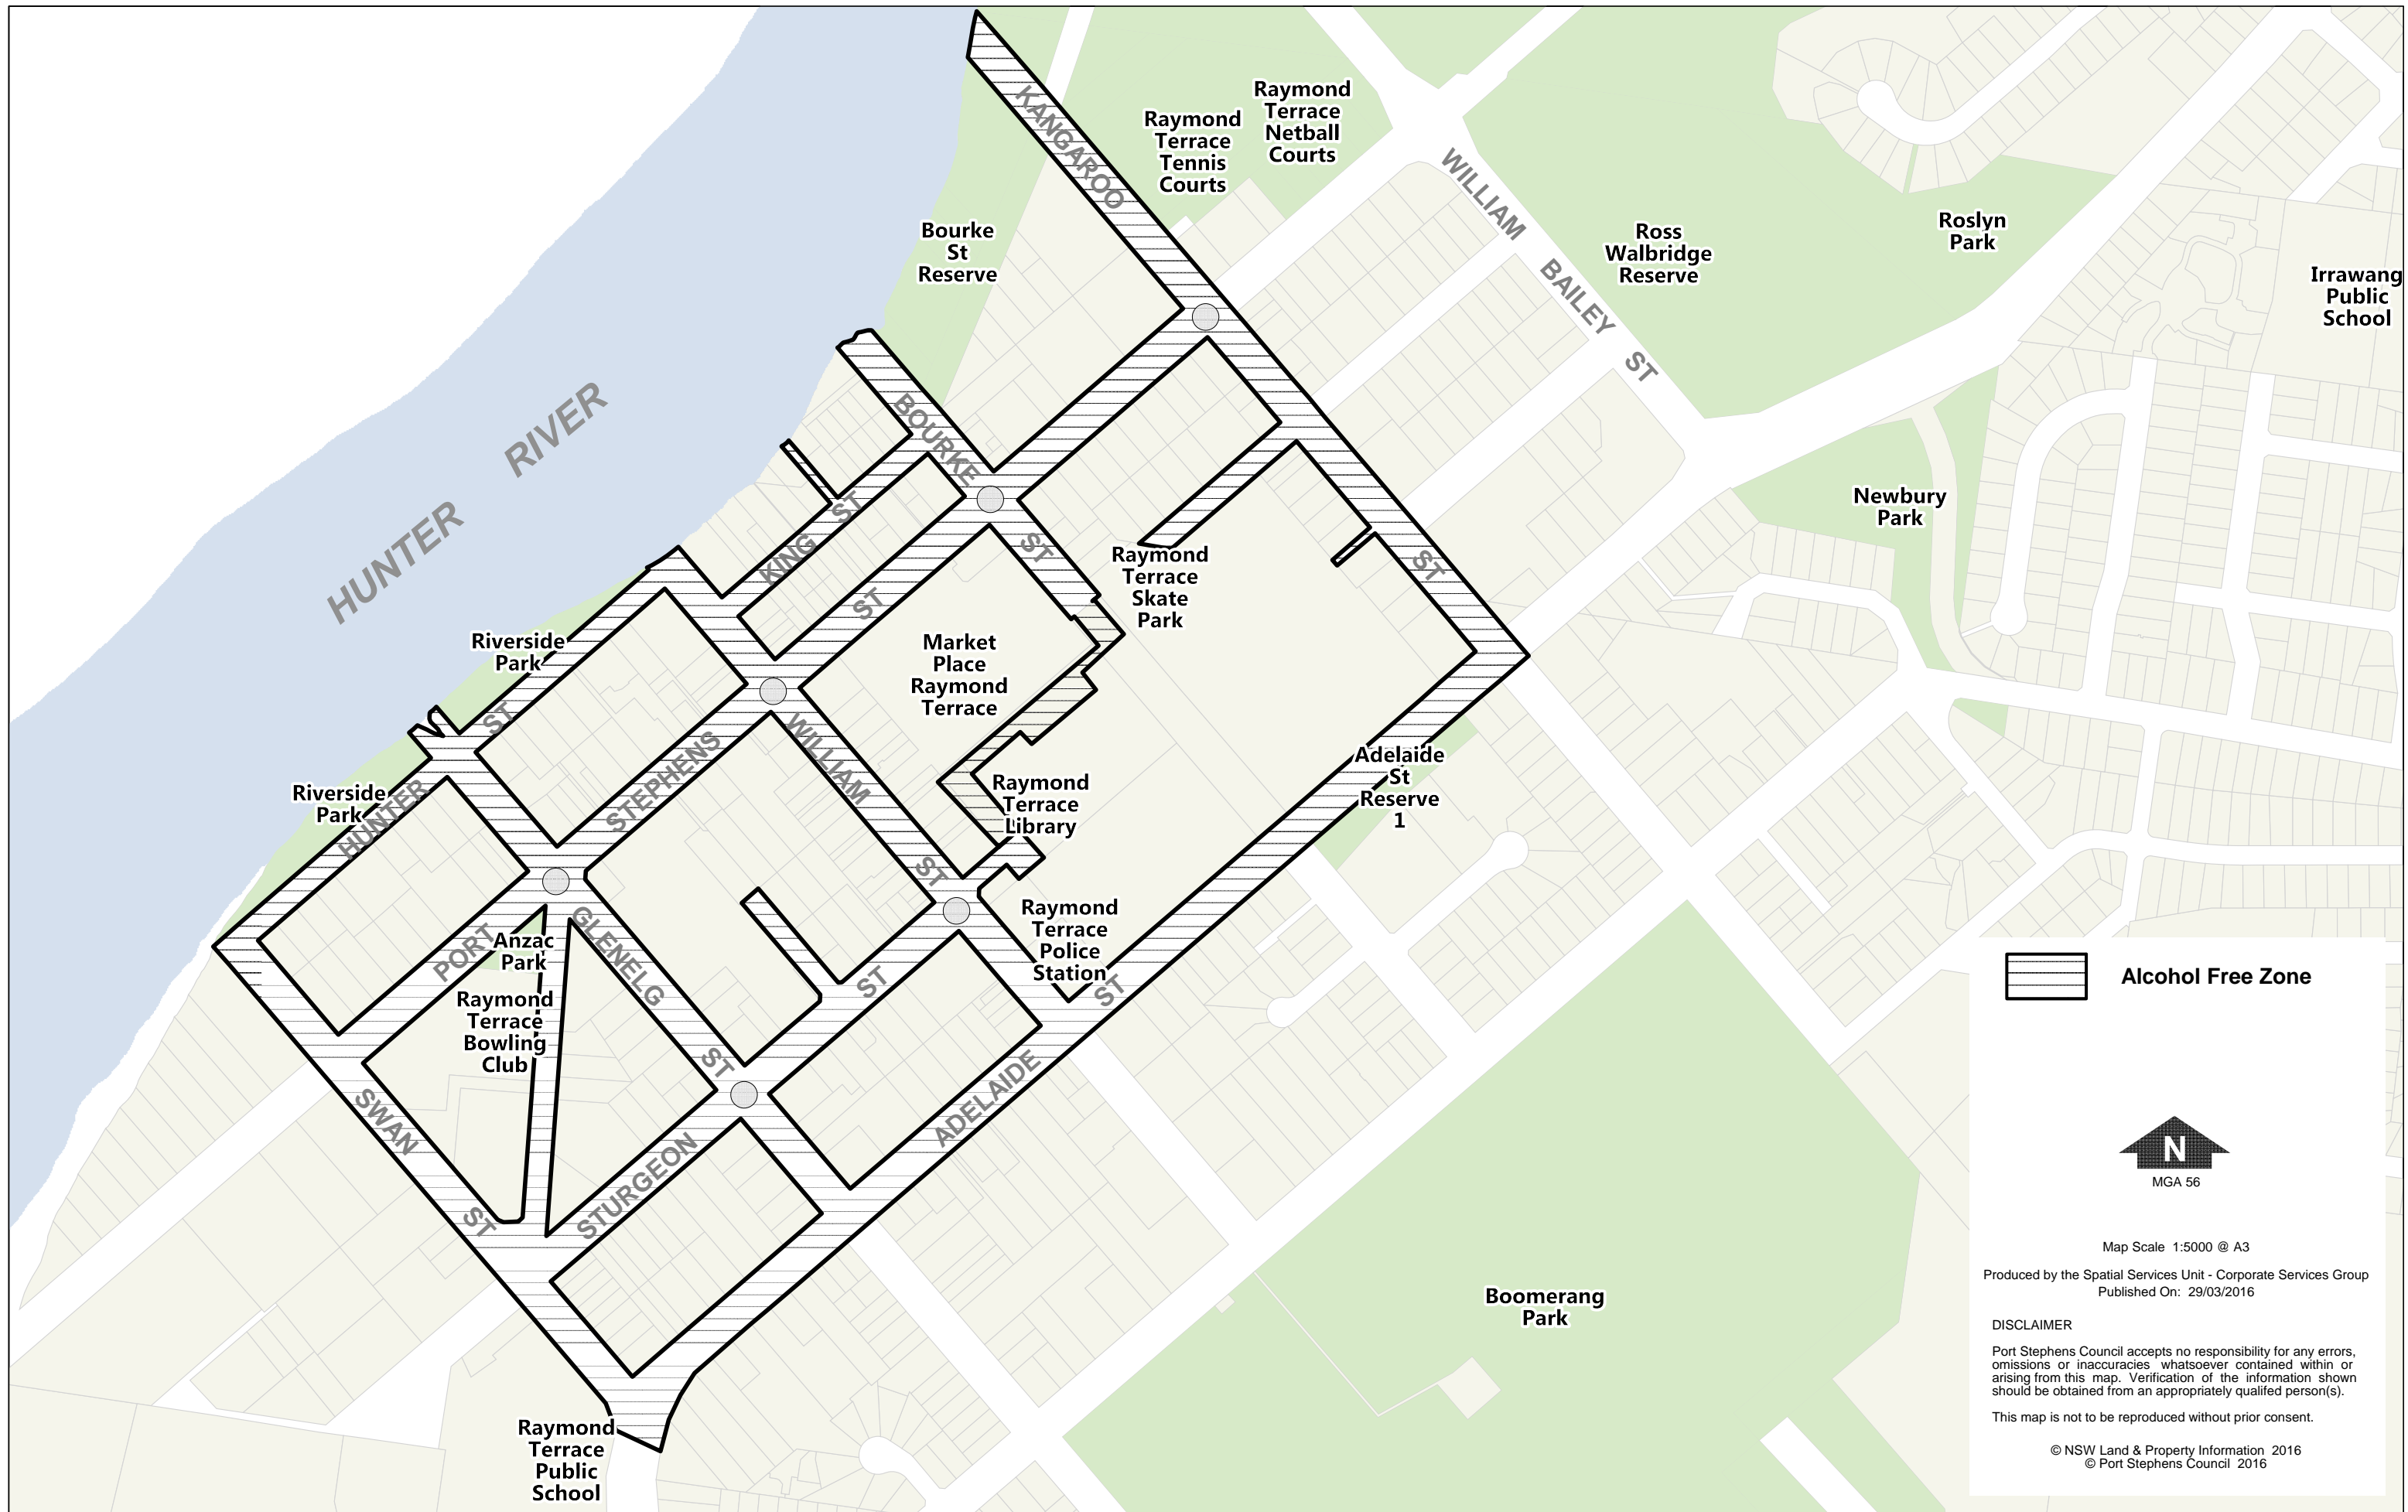 KANGAROO
Raymond
Terrace
Tennis
Courts
Raymond
Terrace
Netball
Courts
WILLIAM BAILEY ST
Ross
Walbridge
Reserve
Roslyn
Park
Irrawang
Public
School
Bourke
St
Reserve
HUNTER RIVER
BOURKE
ST
KING
ST
ST
Newbury
Park
ST
Raymond
Terrace
Skate
Park
Riverside
Park
ST
Market
Place
Raymond
Terrace
STEPHENS
WILLIAM
Raymond
Terrace
Library
Adelaide
St
Reserve
1
Riverside
Park
HUNTER
ST
PORT
Anzac
Park
GLENELG
Raymond
Terrace
Police
Station
ST
ST
Raymond
Terrace
Bowling
Club
ST
SWAN
ST
STURGEON
ADELAIDE
Boomerang
Park
Raymond
Terrace
Public
School
Alcohol Free Zone
N
MGA 56
Map Scale 1:5000 @ A3
Produced by the Spatial Services Unit - Corporate Services Group
Published On: 29/03/2016
DISCLAIMER
Port Stephens Council accepts no responsibility for any errors,
omissions or inaccuracies whatsoever contained within or
arising from this map. Verification of the information shown
should be obtained from an appropriately qualifed person(s).
This map is not to be reproduced without prior consent.
© NSW Land & Property Information 2016
© Port Stephens Council 2016